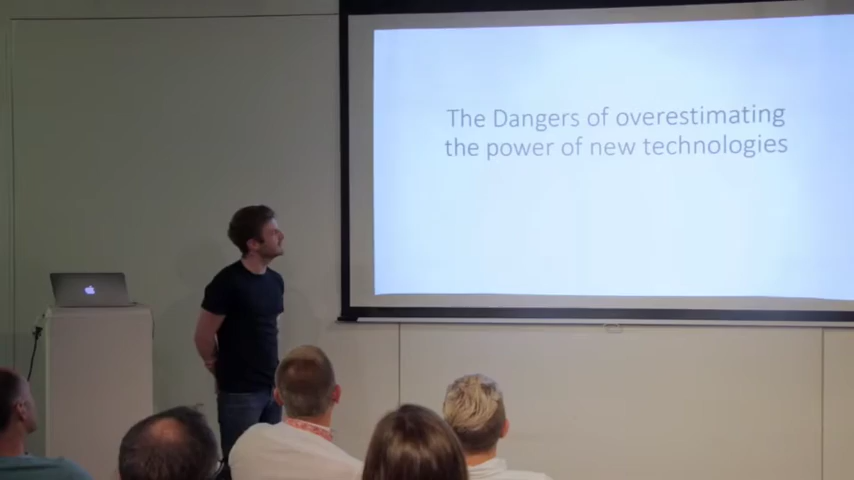 The Dangers of overestimating
the power of new technologies